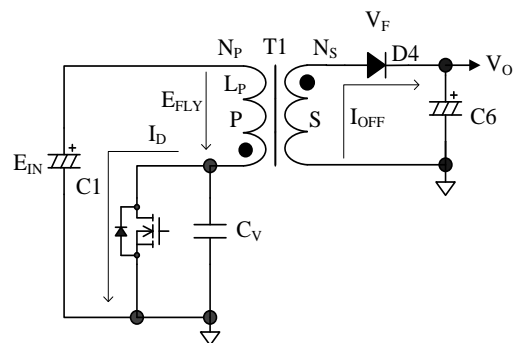 V_F
N_P T1 N_S D4 V_O
L_P
E_FLY
P S I_OFF C6
I_D
E_IN C1
C_V
+
+